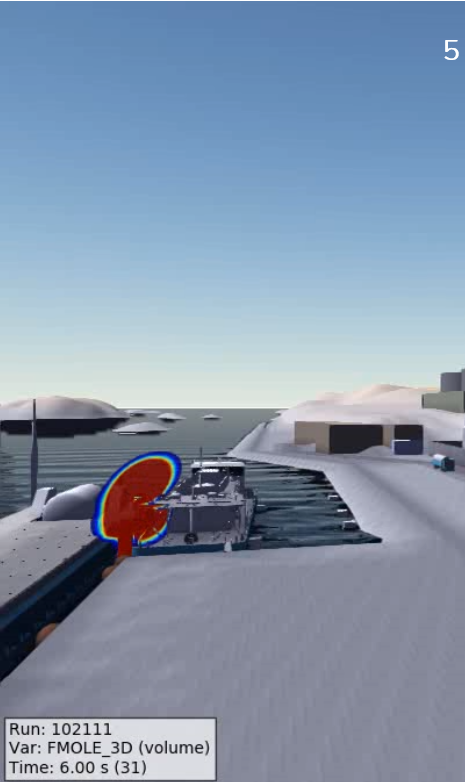 5
Run: 102111
Var: FMOLE_3D (volume)
Time: 6.00 s (31)